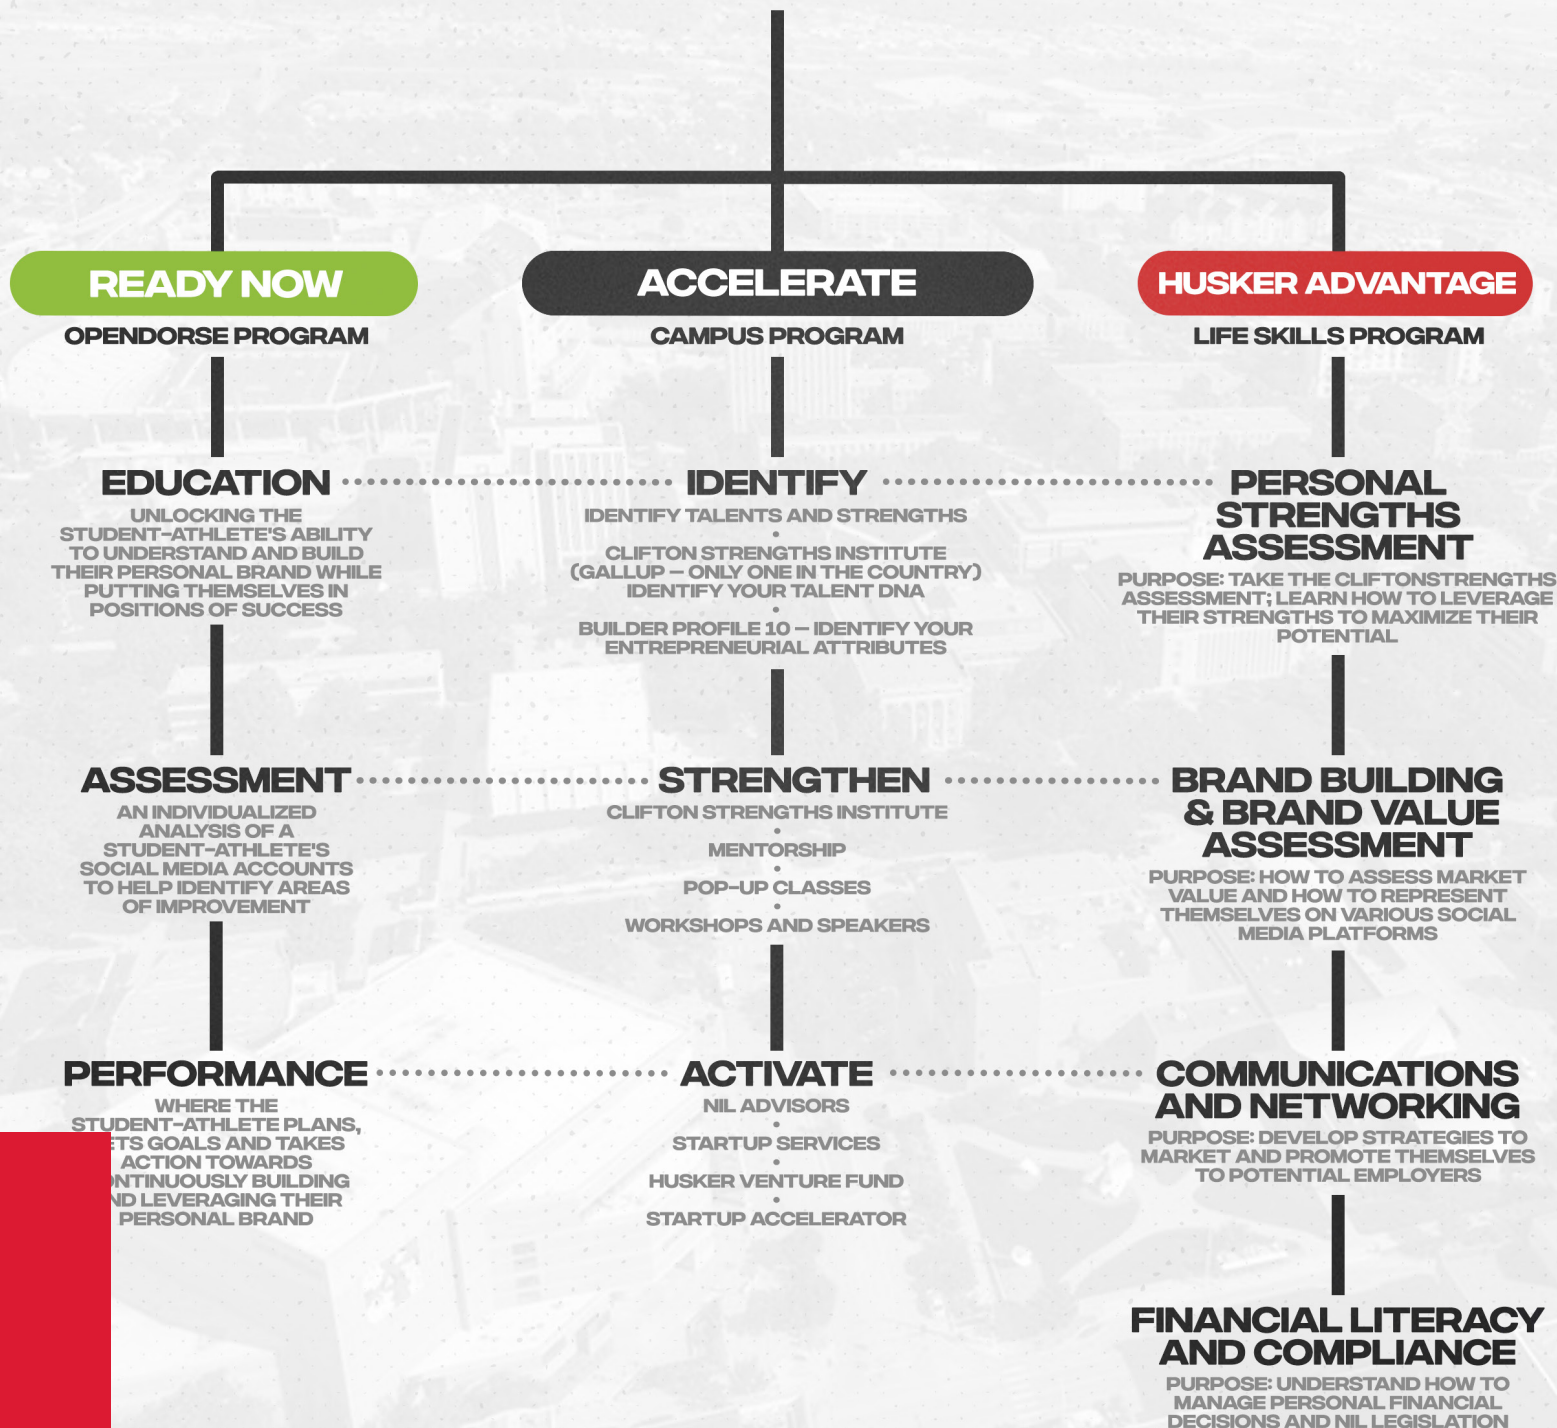 READY NOW
OPENDORSE PROGRAM
EDUCATION
UNLOCKING THE
STUDENT-ATHLETE'S ABILITY
TO UNDERSTAND AND BUILD
THEIR PERSONAL BRAND WHILE
PUTTING THEMSELVES IN
POSITIONS OF SUCCESS
ASSESSMENT
AN INDIVIDUALIZED
ANALYSIS OF A
STUDENT-ATHLETE'S
SOCIAL MEDIA ACCOUNTS
TO HELP IDENTIFY AREAS
OF IMPROVEMENT
PERFORMANCE
WHERE THE
STUDENT-ATHLETE PLANS,
GOALS AND TAKES
ACTION TOWARDS
BUILDING
LEVERAGING THEIR
PERSONAL BRAND
ACCELERATE
CAMPUS PROGRAM
IDENTIFY
IDENTIFY TALENTS AND STRENGTHS
•
CLIFTON STRENGTHS INSTITUTE
(GALLUP – ONLY ONE IN THE COUNTRY)
IDENTIFY YOUR TALENT DNA
•
BUILDER PROFILE 10 – IDENTIFY YOUR
ENTREPRENEURIAL ATTRIBUTES
STRENGTHEN
CLIFTON STRENGTHS INSTITUTE
•
MENTORSHIP
•
POP-UP CLASSES
•
WORKSHOPS AND SPEAKERS
ACTIVATE
NIL ADVISORS
•
STARTUP SERVICES
•
HUSKER VENTURE FUND
•
STARTUP ACCELERATOR
HUSKER ADVANTAGE
LIFE SKILLS PROGRAM
PERSONAL
STRENGTHS
ASSESSMENT
PURPOSE: TAKE THE CLIFTONSTRENGTHS
ASSESSMENT; LEARN HOW TO LEVERAGE
THEIR STRENGTHS TO MAXIMIZE THEIR
POTENTIAL
BRAND BUILDING
& BRAND VALUE
ASSESSMENT
PURPOSE: HOW TO ASSESS MARKET
VALUE AND HOW TO REPRESENT
THEMSELVES ON VARIOUS SOCIAL
MEDIA PLATFORMS
COMMUNICATIONS
AND NETWORKING
PURPOSE: DEVELOP STRATEGIES TO
MARKET AND PROMOTE THEMSELVES
TO POTENTIAL EMPLOYERS
FINANCIAL LITERACY
AND COMPLIANCE
PURPOSE: UNDERSTAND HOW TO
MANAGE PERSONAL FINANCIAL
DECISIONS AND NIL LEGISLATION